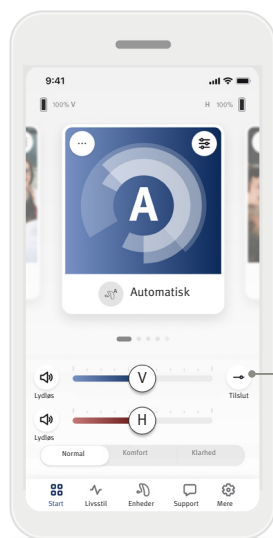 9:41
100% V
H 100%
A
Automatisk
V
Lydløs
Tilslut
H
Lydløs
Normal Komfort Klarhed
Start Livsstil Enheder Support Mere